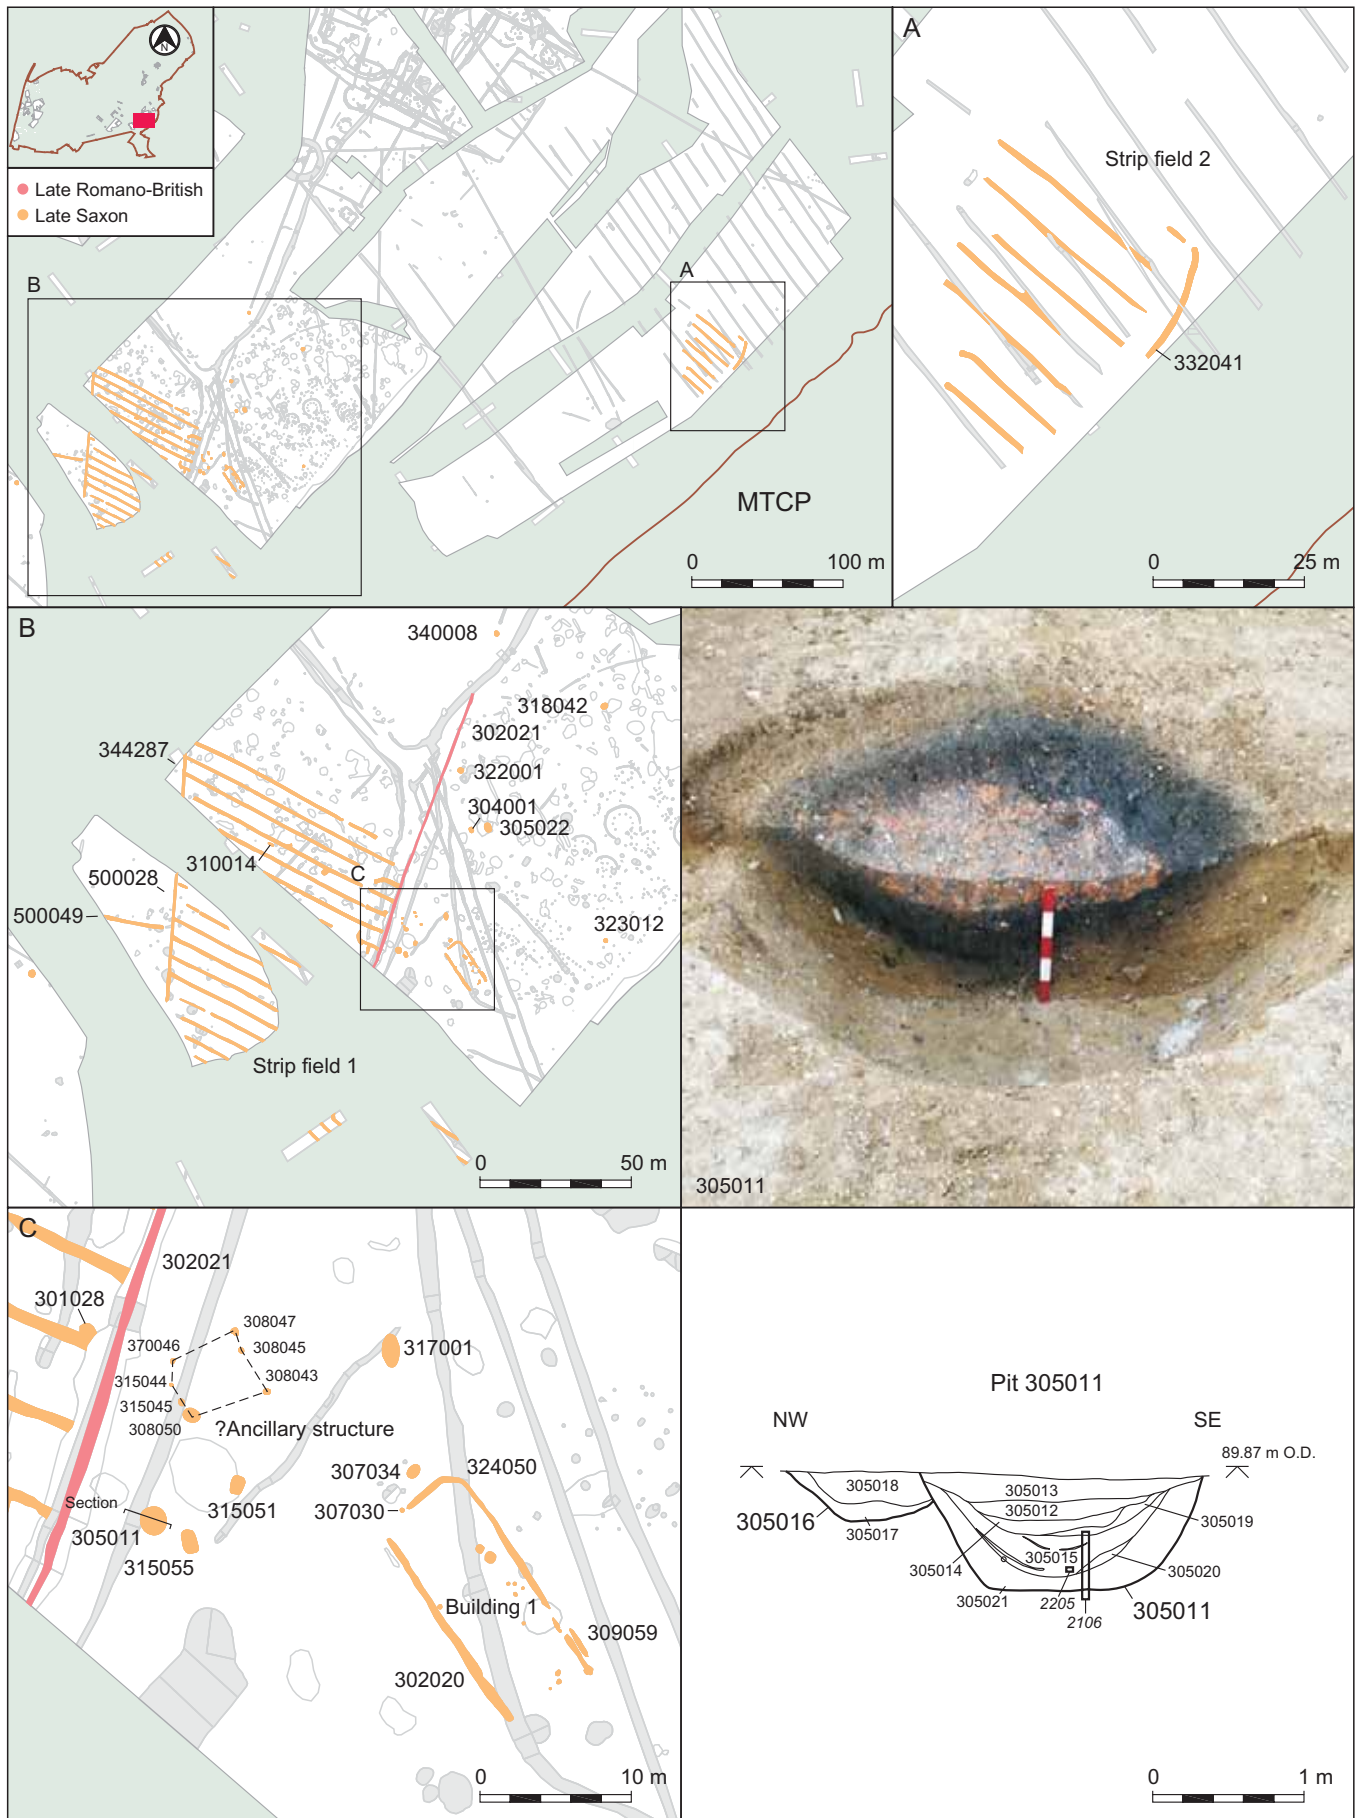 N
Late Romano-British
Late Saxon
B
A
MTCP
0 100 m
A
Strip field 2
332041
0 25 m
B
340008
318042
302021
344287
322001
304001
305022
310014
C
500028
500049
323012
Strip field 1
0 50 m
305011
C
302021
301028
308047
370046
308045
317001
315044
308043
315045
308050
?Ancillary structure
307034
324050
307030
315051
Section
305011
315055
Building 1
309059
302020
0 10 m
Pit 305011
NW SE
89.87 m O.D.
305018
305013
305012
305016
305019
305017
305014
305015
305020
305021
2205
305011
2106
0 1 m